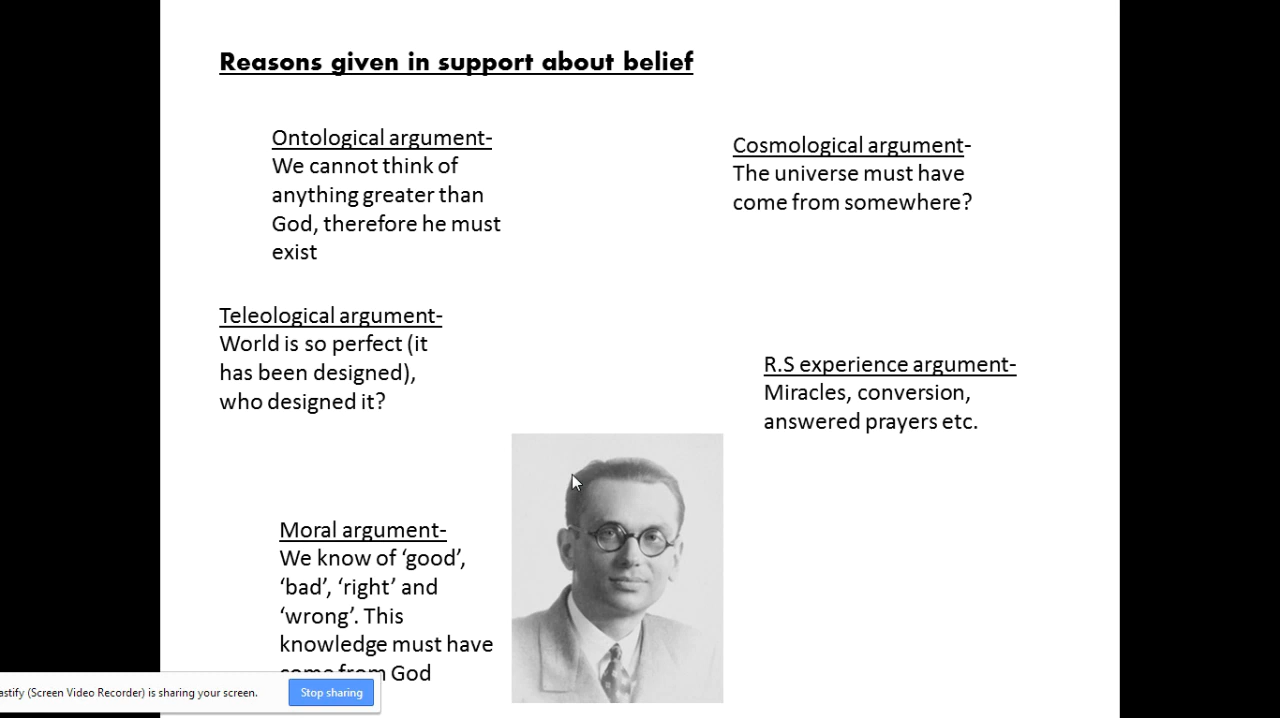 Reasons given in support about belief
Ontological argument-
We cannot think of
anything greater than
God, therefore he must
exist
Cosmological argument-
The universe must have
come from somewhere?
Teleological argument-
World is so perfect (it
has been designed),
who designed it?
R.S experience argument-
Miracles, conversion,
answered prayers etc.
Moral argument-
We know of ‘good’,
‘bad’, ‘right’ and
‘wrong’. This
knowledge must have
come from God
astify (Screen Video Recorder) is sharing your screen.
Stop sharing